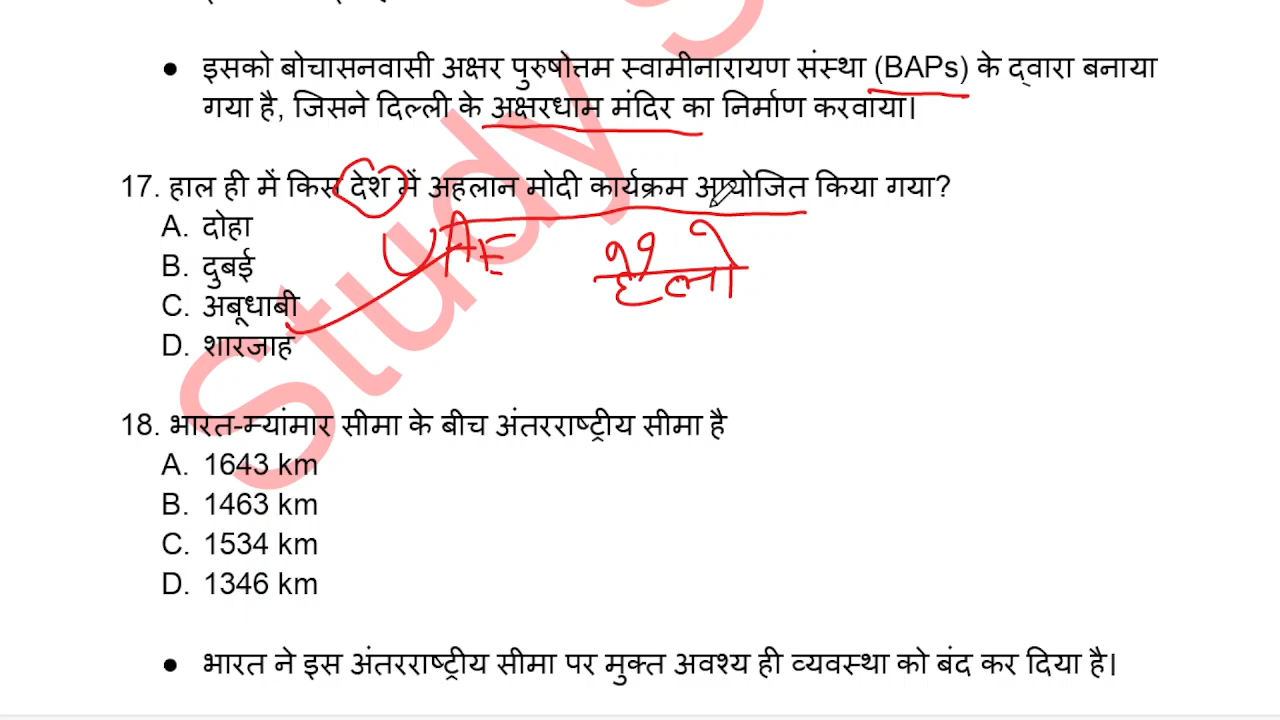 ● इसको बोचासनवासी अक्षर पुरुषोत्तम स्वामीनारायण संस्था (BAPs) के द्वारा बनाया
गया है, जिसने दिल्ली के अक्षरधाम मंदिर का निर्माण करवाया।
17. हाल ही में किस देश में अहलान मोदी कार्यक्रम आयोजित किया गया?
A. दोहा
B. दुबई
C. अबूधाबी
D. शारजाह
UAE
हेलो
18. भारत-म्यांमार सीमा के बीच अंतरराष्ट्रीय सीमा है
A. 1643 km
B. 1463 km
C. 1534 km
D. 1346 km
● भारत ने इस अंतरराष्ट्रीय सीमा पर मुक्त अवश्य ही व्यवस्था को बंद कर दिया है।
Study